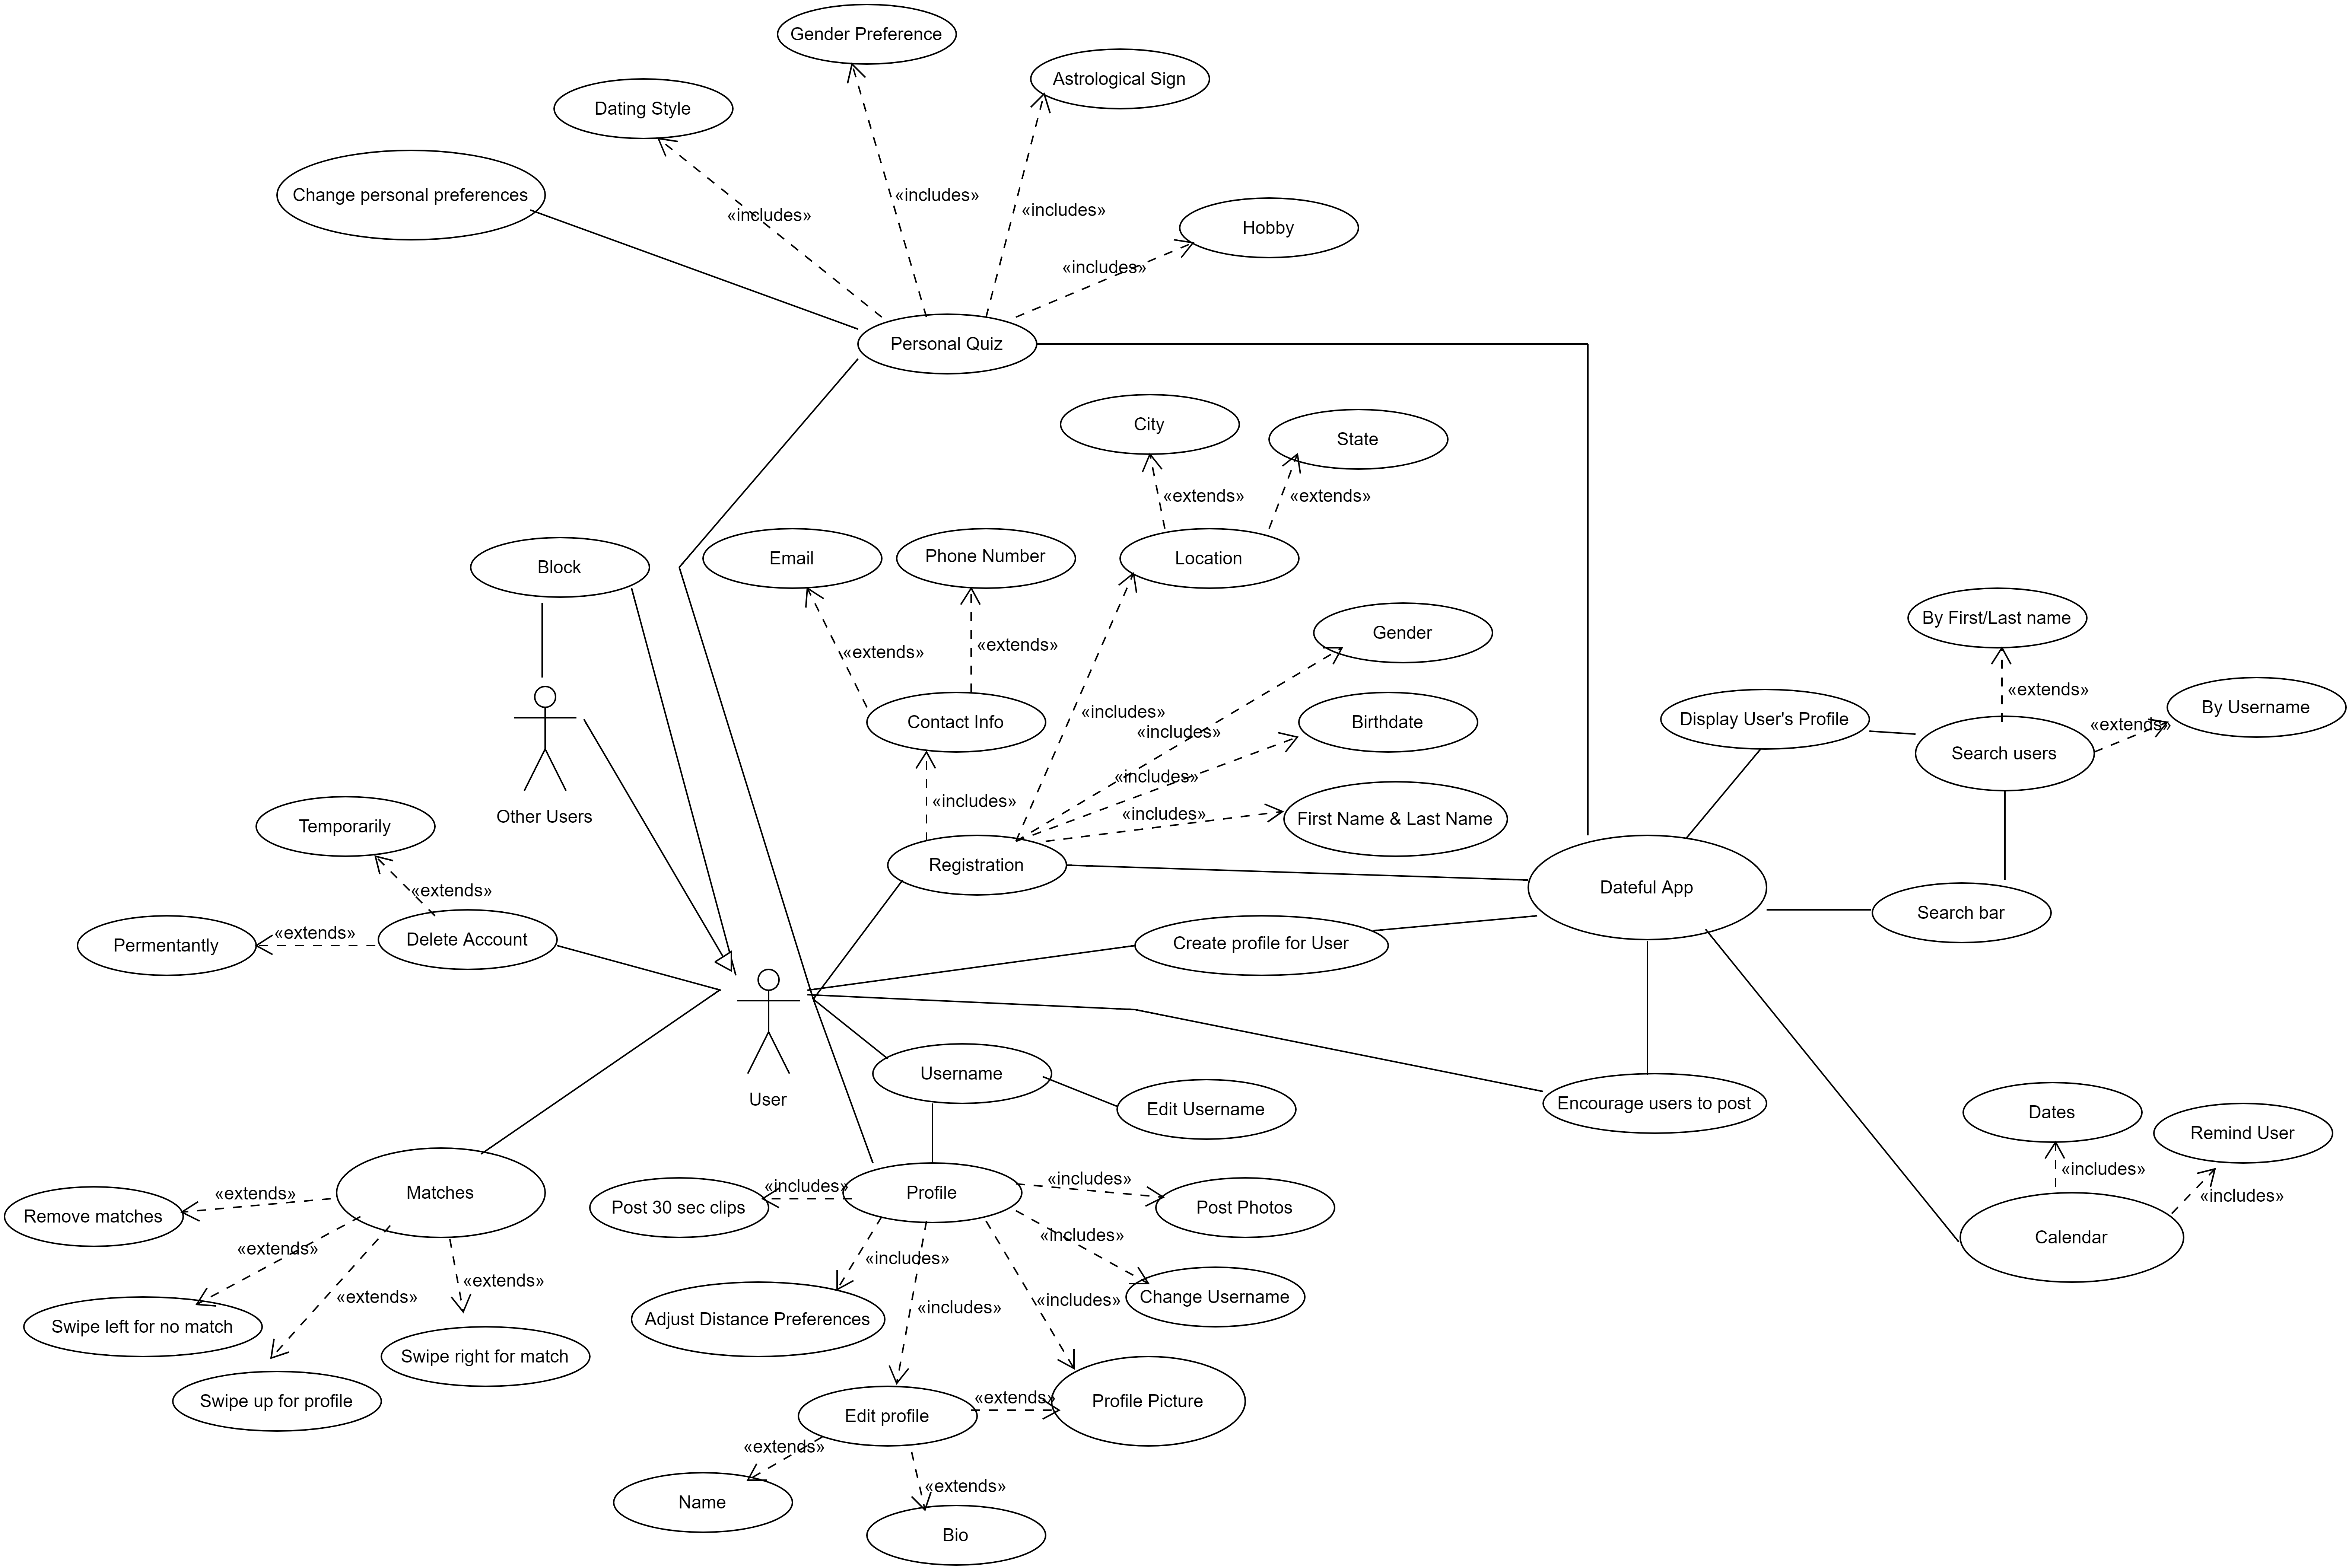 Gender Preference
Astrological Sign
Dating Style
Change personal preferences
«includes»
«includes»
«includes»
Hobby
«includes»
Personal Quiz
City
State
«extends»
«extends»
Block
Email
Phone Number
Location
By First/Last name
Gender
«extends»
«extends»
«extends»
By Username
«extends»
Display User's Profile
Search users
Contact Info
«includes»
«includes»
Birthdate
«includes»
«includes»
«includes»
First Name & Last Name
Other Users
Temporarily
Registration
Dateful App
«extends»
Search bar
Permentantly
«extends»
Delete Account
Create profile for User
User
Username
Edit Username
Encourage users to post
Dates
Remind User
«includes»
«includes»
Calendar
Matches
«extends»
Remove matches
«extends»
«extends»
«extends»
Swipe left for no match
Swipe right for match
Swipe up for profile
Profile
«includes»
«includes»
Post 30 sec clips
Post Photos
«includes»
«includes»
«includes»
«includes»
Change Username
Adjust Distance Preferences
Edit profile
«extends»
Profile Picture
«extends»
«extends»
Name
Bio